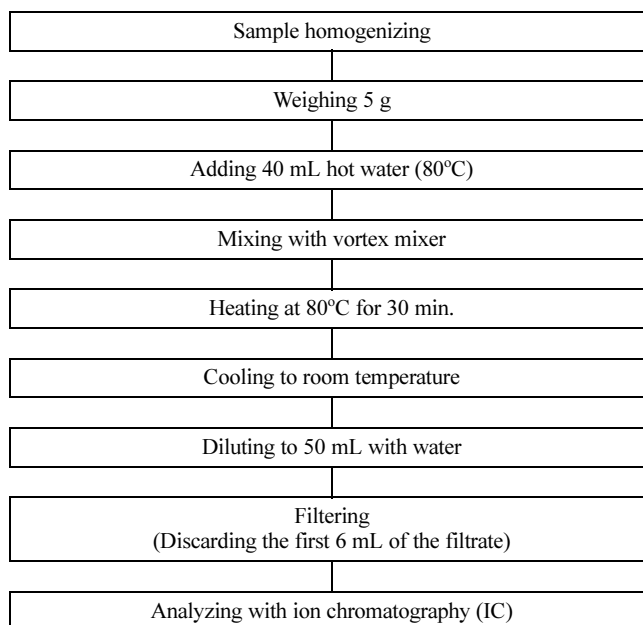 Sample homogenizing
Weighing 5 g
Adding 40 mL hot water (80ºC)
Mixing with vortex mixer
Heating at 80ºC for 30 min.
Cooling to room temperature
Diluting to 50 mL with water
Filtering
(Discarding the first 6 mL of the filtrate)
Analyzing with ion chromatography (IC)